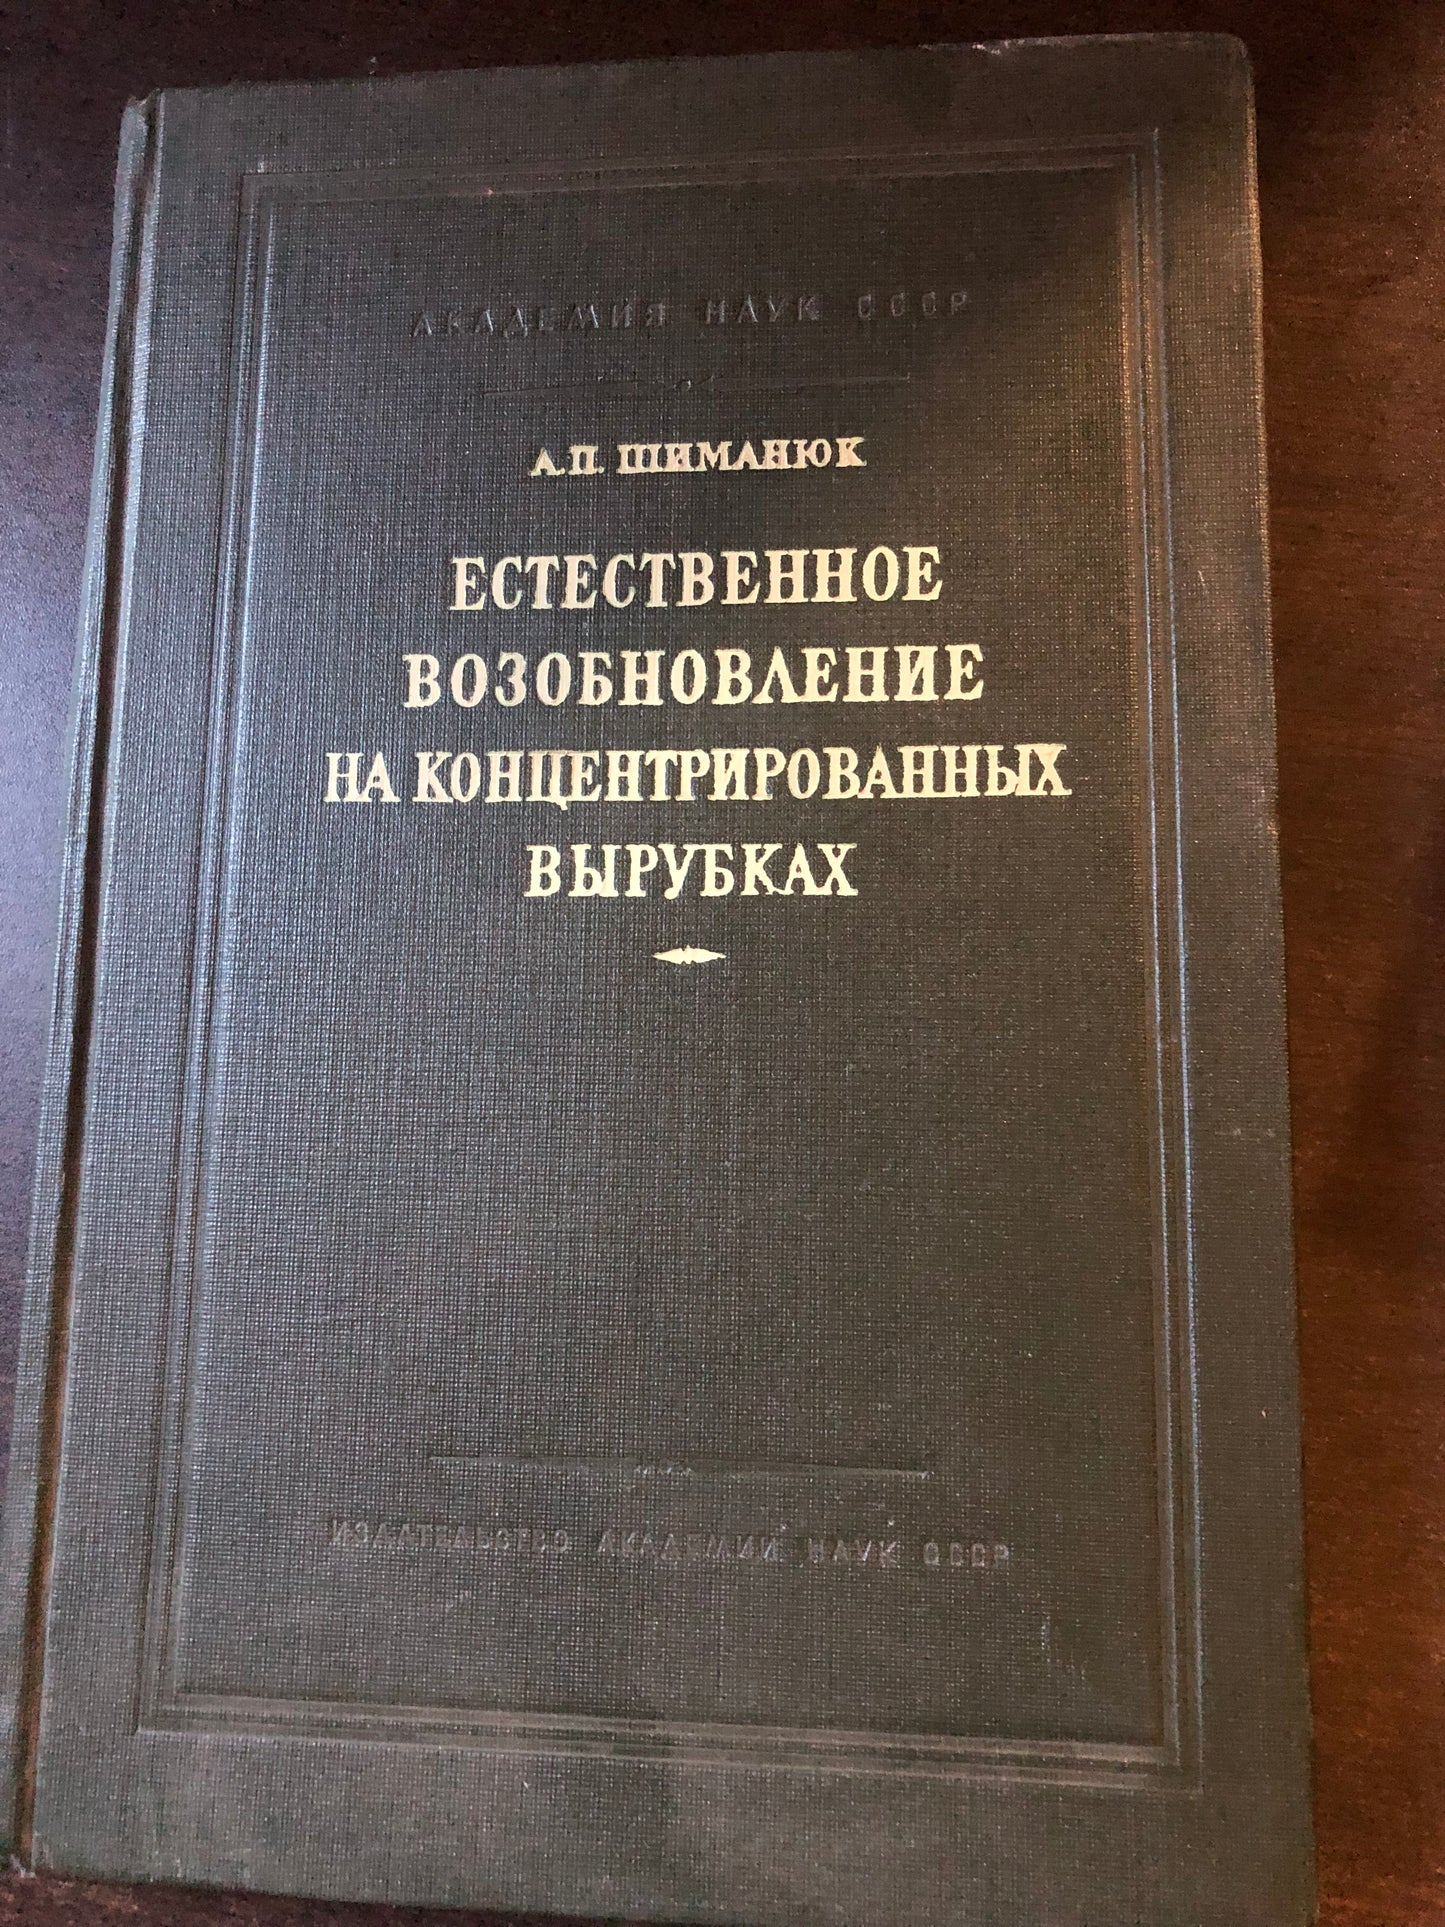 АКАДЕМИЯ НАУК СССР
А.П. ШИМАНЮК
ЕСТЕСТВЕННОЕ
ВОЗОБНОВЛЕНИЕ
НА КОНЦЕНТРИРОВАННЫХ
ВЫРУБКАХ
ИЗДАТЕЛЬСТВО АКАДЕМИИ НАУК СССР